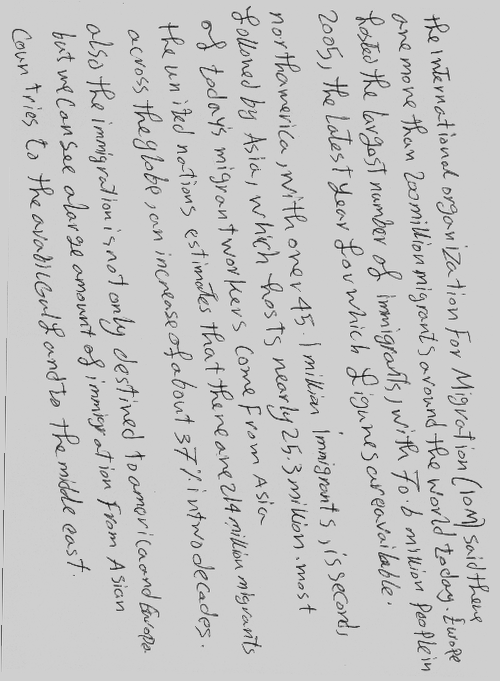 the International organization For Migration (IOM) said there
are more than 200 million migrants around the world today. Europe
hosted the largest number of immigrants, with 70.6 million People in
2005, the latest year for which figures are available.
northamerica, with over 45.1 million immigrants, is second,
followed by Asia, which hosts nearly 25.3 million. most
of today's migrant workers come From Asia
the united nations estimates that there are 214 million migrants
across the globe, an increase of about 37% in two decades.
also the immigration is not only destined to america and Europa
but we can see a large amount of immigration From Asian
Countries to the arabic Gulf and to the middle east.